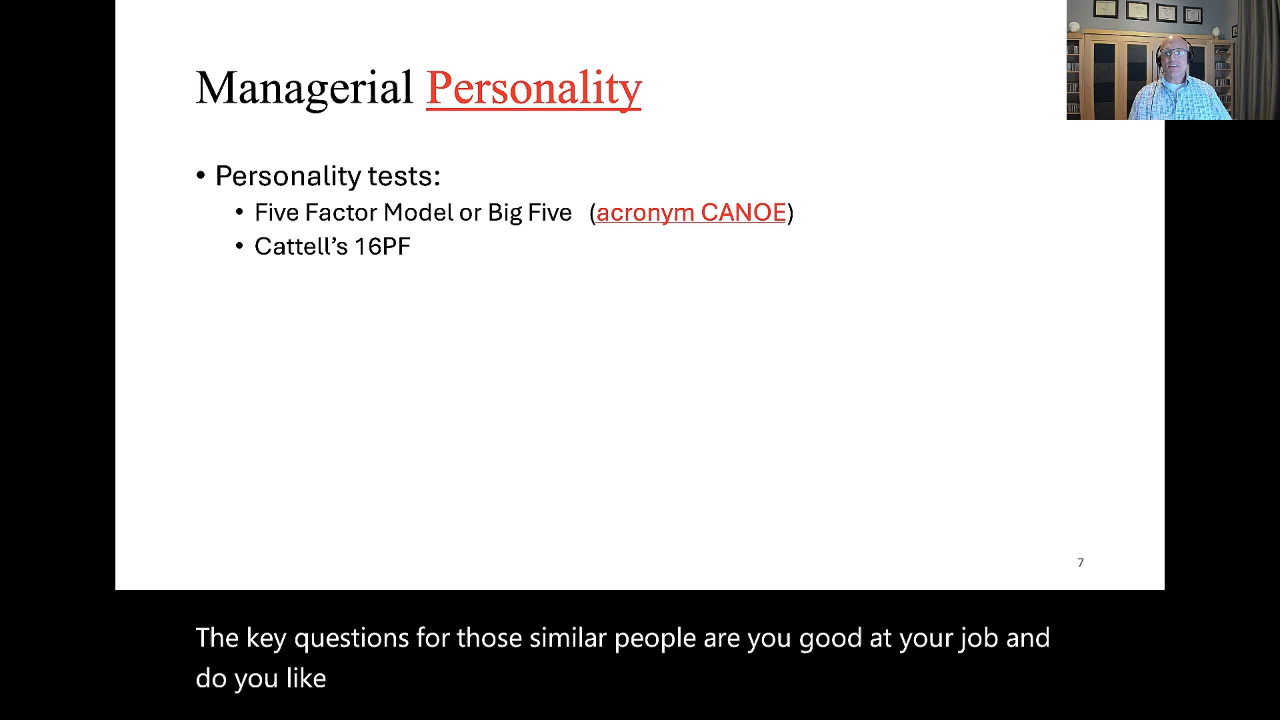 Managerial Personality
• Personality tests:
• Five Factor Model or Big Five (acronym CANOE)
• Cattell’s 16PF
7
The key questions for those similar people are you good at your job and
do you like